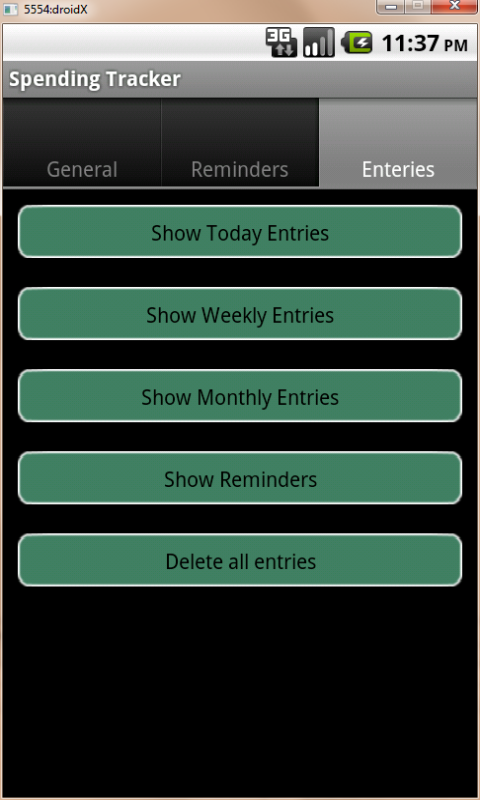 5554:droidX
3G
11:37 PM
Spending Tracker
General
Reminders
Enteries
Show Today Entries
Show Weekly Entries
Show Monthly Entries
Show Reminders
Delete all entries